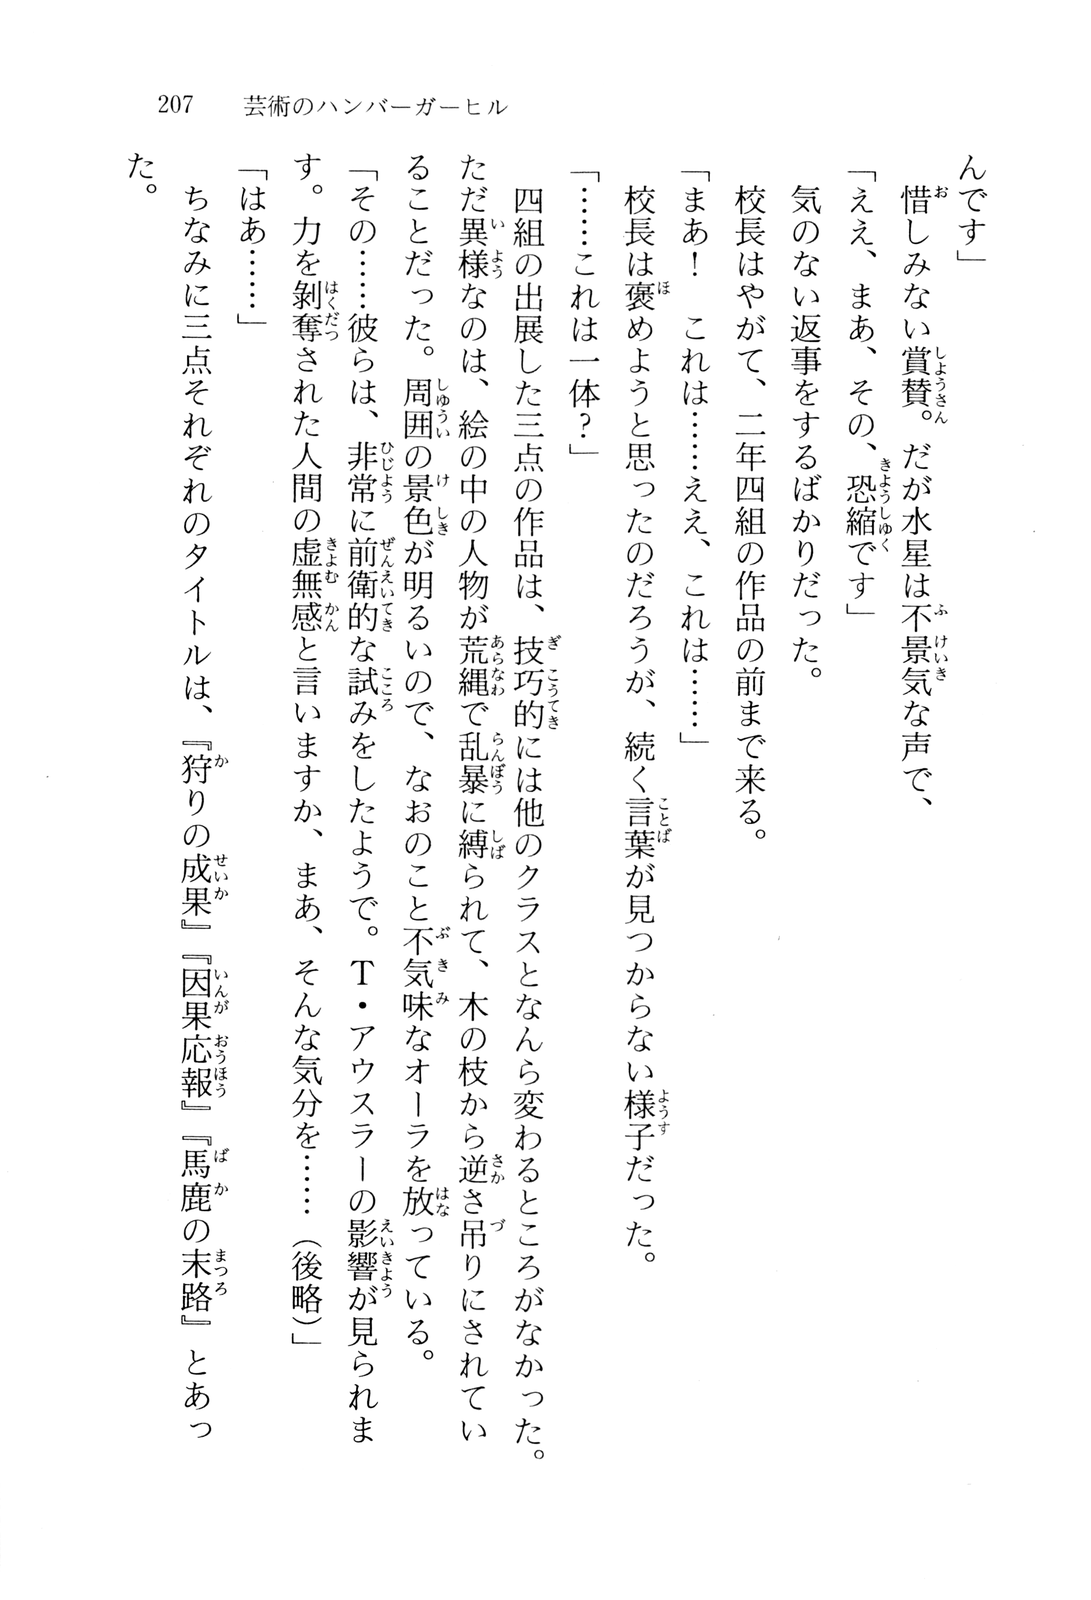 207　芸術のハンバーガーヒル
んです」
　惜しみない賞賛。だが水星は不景気な声で、
「ええ、まあ、その、恐縮です」
　気のない返事をするばかりだった。
　校長はやがて、二年四組の作品の前まで来る。
「まあ！　これは……ええ、これは……」
　校長は褒めようと思ったのだろうが、続く言葉が見つからない様子だった。
「……これは一体？」
　四組の出展した三点の作品は、技巧的には他のクラスとなんら変わるところがなかった。
ただ異様なのは、絵の中の人物が荒縄で乱暴に縛られて、木の枝から逆さ吊りにされてい
ることだった。周囲の景色が明るいので、なおのこと不気味なオーラを放っている。
「その……彼らは、非常に前衛的な試みをしたようで。T・アウスラーの影響が見られま
す。力を剝奪された人間の虚無感と言いますか、まあ、そんな気分を……（後略）」
「はあ……」
　ちなみに三点それぞれのタイトルは、『狩りの成果』『因果応報』『馬鹿の末路』とあっ
た。